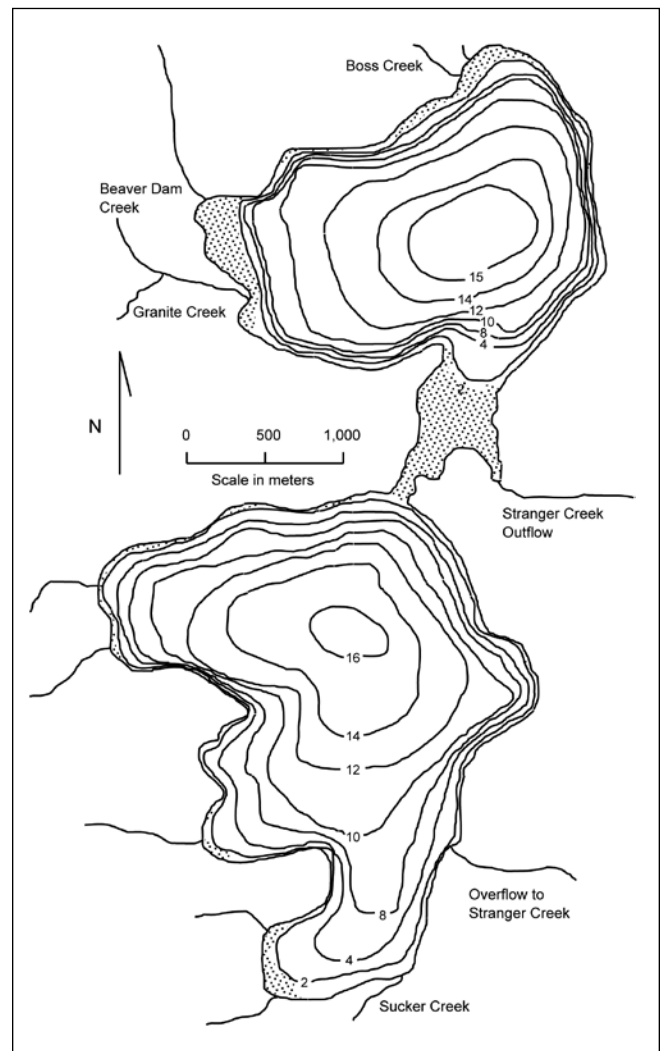 Boss Creek
Beaver Dam
Creek
Granite Creek
15
14
12
10
8
4
2
N
0 500 1,000
Scale in meters
Stranger Creek
Outflow
16
14
12
10
8
4
2
Overflow to
Stranger Creek
Sucker Creek